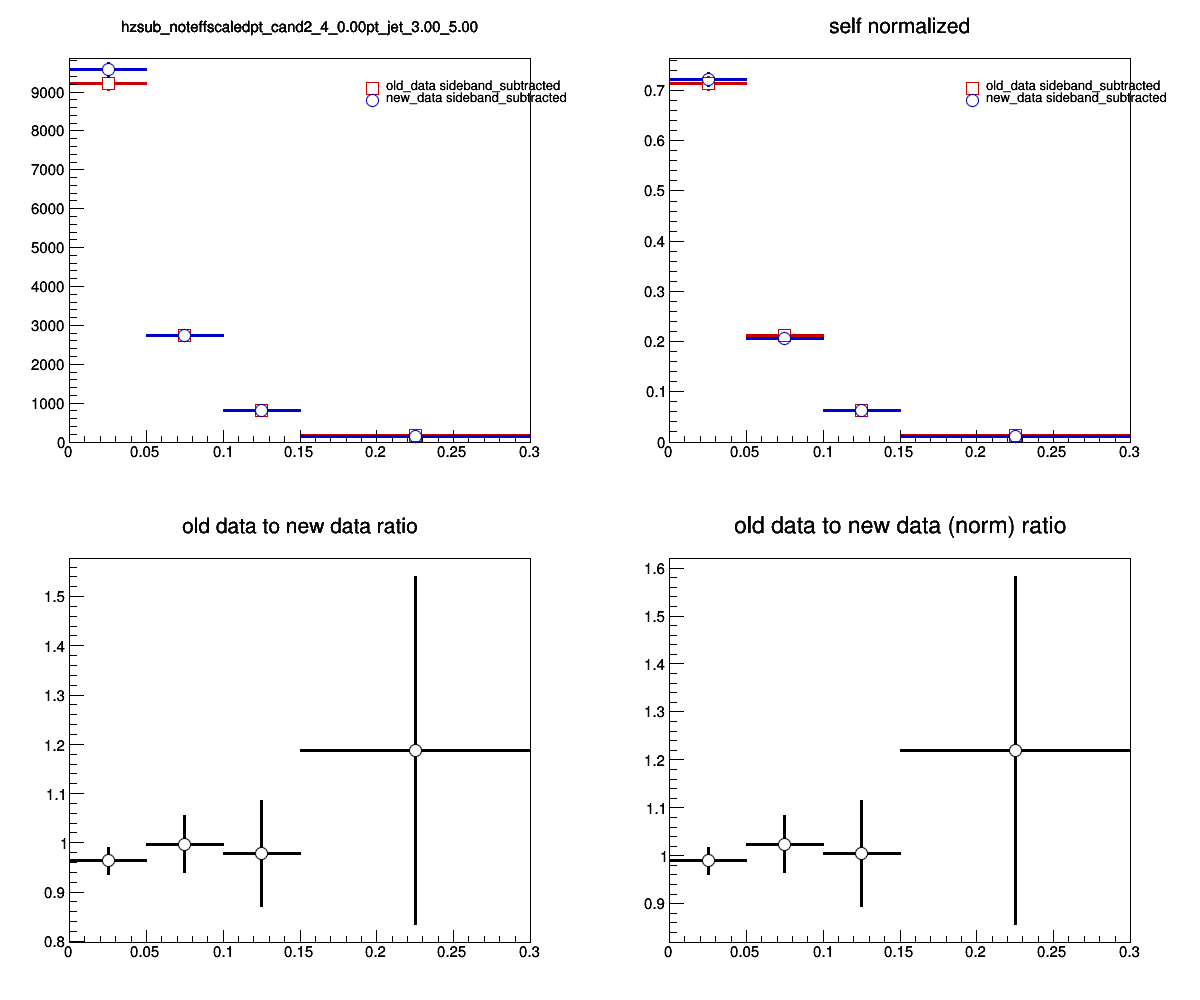 hzsub_noteffscaledpt_cand2_4_0.00pt_jet_3.00_5.00
old_data sideband_subtracted
new_data sideband_subtracted
9000
8000
7000
6000
5000
4000
3000
2000
1000
0
0 0.05 0.1 0.15 0.2 0.25 0.3
self normalized
old_data sideband_subtracted
new_data sideband_subtracted
0.7
0.6
0.5
0.4
0.3
0.2
0.1
0
0 0.05 0.1 0.15 0.2 0.25 0.3
old data to new data ratio
1.5
1.4
1.3
1.2
1.1
1
0.9
0.8
0 0.05 0.1 0.15 0.2 0.25 0.3
old data to new data (norm) ratio
1.6
1.5
1.4
1.3
1.2
1.1
1
0.9
0 0.05 0.1 0.15 0.2 0.25 0.3